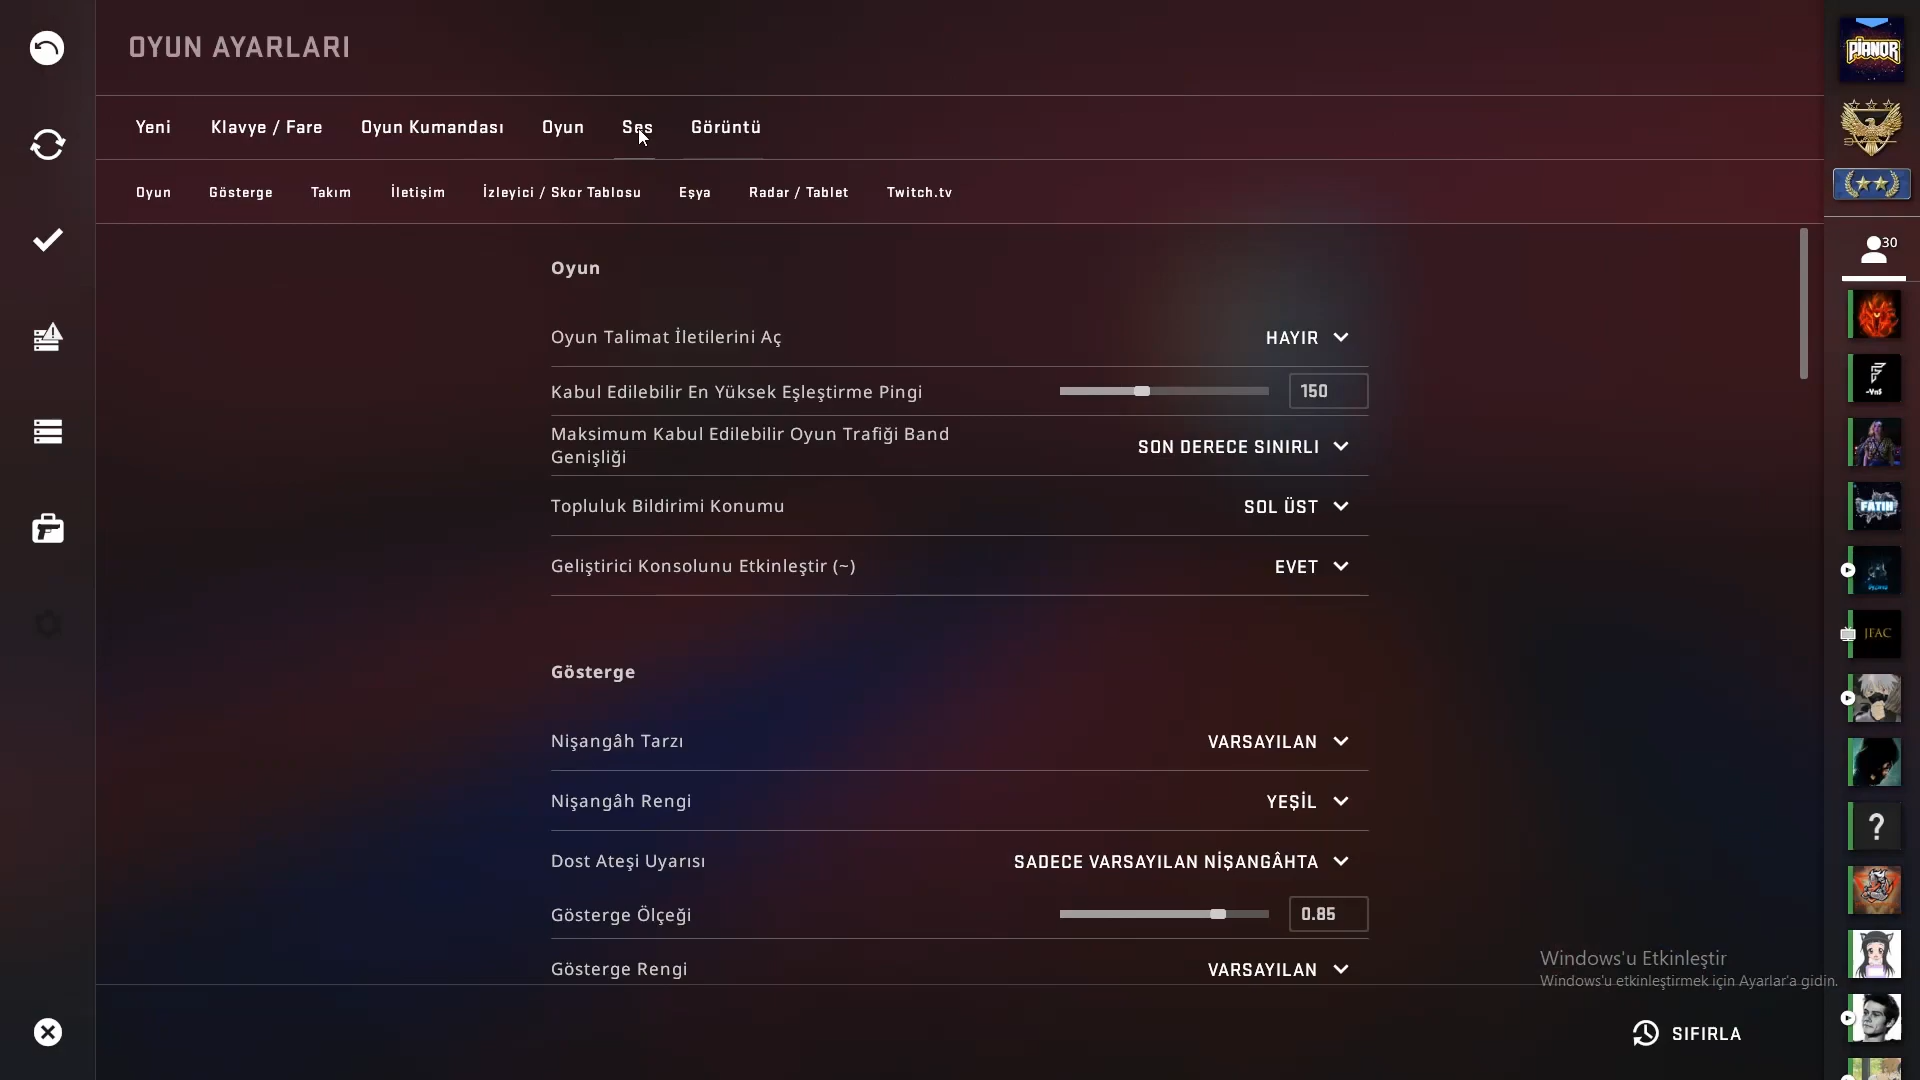 OYUN AYARLARI
Yeni Klavye / Fare Oyun Kumandası Oyun Ses Görüntü
Oyun Gösterge Takım İletişim İzleyici / Skor Tablosu Eşya Radar / Tablet Twitch.tv
Oyun
Oyun Talimat İletilerini Aç HAYIR
Kabul Edilebilir En Yüksek Eşleştirme Pingi 150
Maksimum Kabul Edilebilir Oyun Trafiği Band
Genişliği SON DERECE SINIRLI
Topluluk Bildirimi Konumu SOL ÜST
Geliştirici Konsolunu Etkinleştir (~) EVET
Gösterge
Nişangâh Tarzı VARSAYILAN
Nişangâh Rengi YEŞİL
Dost Ateşi Uyarısı SADECE VARSAYILAN NİŞANGÂHTA
Gösterge Ölçeği 0.85
Gösterge Rengi VARSAYILAN
Windows'u Etkinleştir
Windows'u etkinleştirmek için Ayarlar'a gidin.
SIFIRLA
PIANOR
30
-Vns
FATIH
JFAC
?